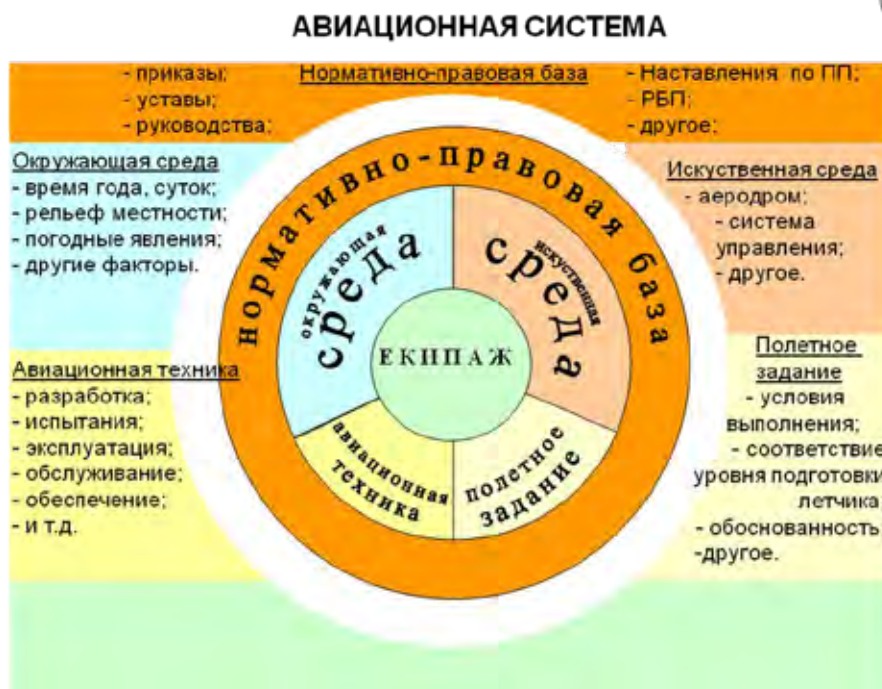 АВИАЦИОННАЯ СИСТЕМА
- приказы;
- уставы;
- руководства;
Нормативно-правовая база
- Наставления по ПП;
- РБП;
- другое;
Окружающая среда
- время года, суток;
- рельеф местности;
- погодные явления;
- другие факторы.
Искуственная среда
- аеродром;
- система
управления;
- другое.
нормативно-правовая база
окружающая
среда
искуственная
среда
ЕКИПАЖ
авиационная
техника
полетное
задание
Авиационная техника
- разработка;
- испытания;
- эксплуатация;
- обслуживание;
- обеспечение;
- и т.д.
Полетное
задание
- условия
выполнения;
- соответствие
уровня подготовки
летчика
- обоснованность
-другое.